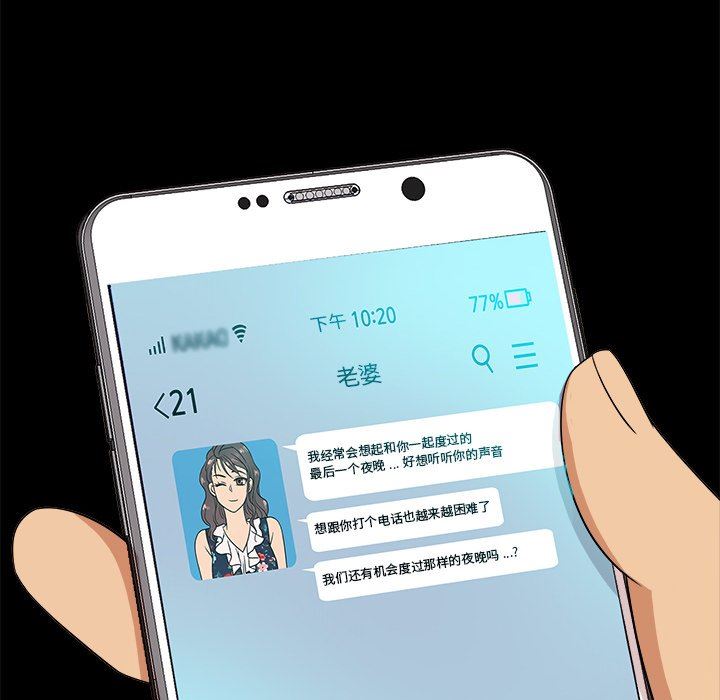 KAKAO
下午 10:20
77%
<21
老婆
我经常会想起和你一起度过的
最后一个夜晚 ... 好想听听你的声音
想跟你打个电话也越来越困难了
我们还有机会度过那样的夜晚吗 ...?